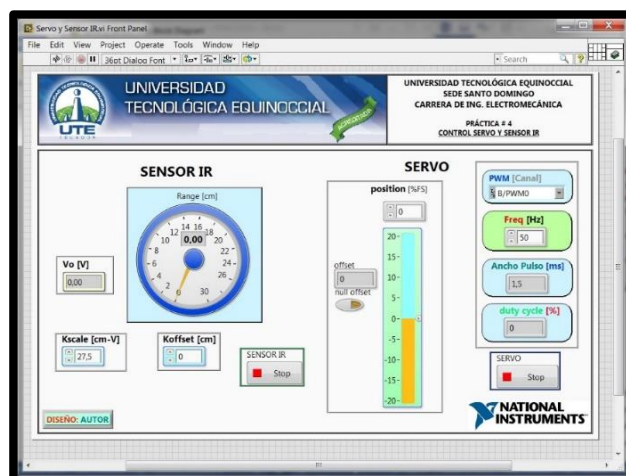 Servo y Sensor IR.vi Front Panel
File Edit View Project Operate Tools Window Help
36pt Dialog Font
Search
UTE
UNIVERSIDAD
TECNOLÓGICA EQUINOCCIAL
UNIVERSIDAD TECNOLÓGICA EQUINOCCIAL
SEDE SANTO DOMINGO
CARRERA DE ING. ELECTROMECÁNICA
PRÁCTICA # 4
CONTROL SERVO Y SENSOR IR
SENSOR IR
Range [cm]
0 2 4 6 8 10 12 14 16 18 20 22 24 26 30
0,00
Vo [V]
0,00
Kscale [cm-V]
27,5
Koffset [cm]
0
SENSOR IR
Stop
SERVO
position [%FS]
0
20
15
10
5
0
-5
-10
-15
-20
offset
0
null offset
PWM [Canal]
B/PWM0
Freq [Hz]
50
Ancho Pulso [ms]
1,5
duty cycle [%]
0
SERVO
Stop
DISEÑO: AUTOR
NATIONAL
INSTRUMENTS